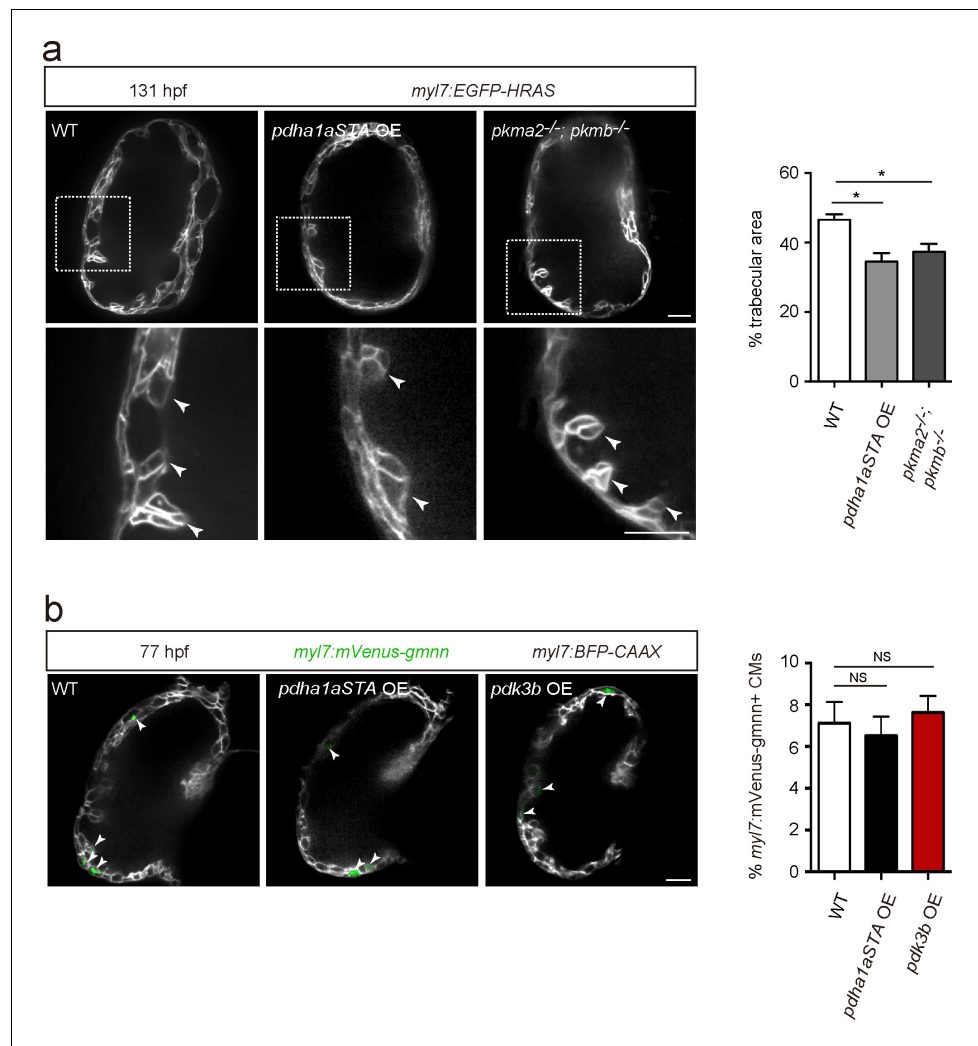 a
131 hpf
myl7:EGFP-HRAS
WT
pdha1aSTA OE
pkma2-/-; pkmb-/-
60
40
20
0
% trabecular area
*
*
WT
pdha1aSTA OE
pkma2-/-;
pkmb-/-
b
77 hpf
myl7:mVenus-gmnn
myl7:BFP-CAAX
WT
pdha1aSTA OE
pdk3b OE
10
8
6
4
2
0
% myl7:mVenus-gmnn+ CMs
NS
NS
WT
pdha1aSTA OE
pdk3b OE